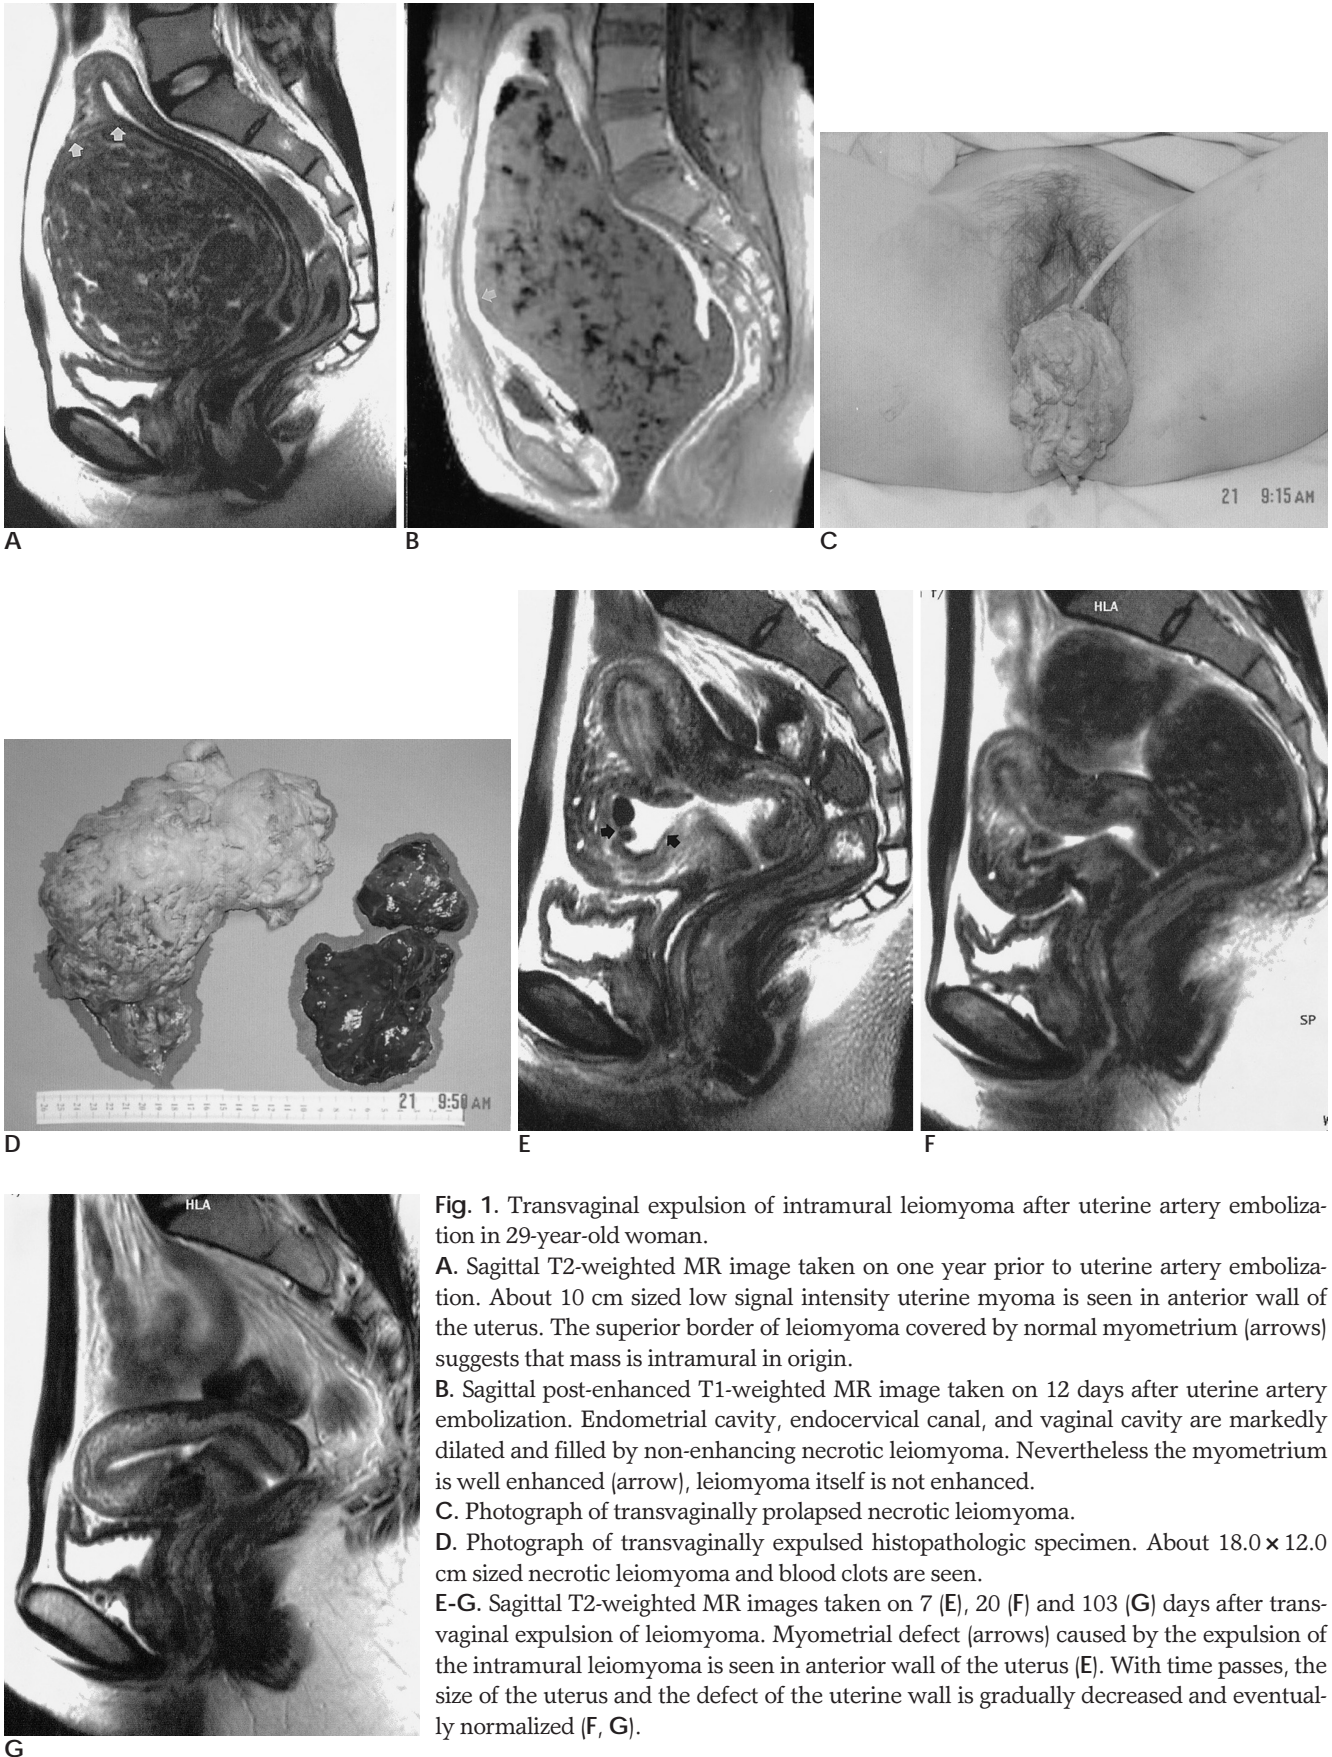 A
B
21 9:15 AM
C
21 9:50 AM
D
E
HLA
SP
F
HLA
G
Fig. 1. Transvaginal expulsion of intramural leiomyoma after uterine artery emboliza-
tion in 29-year-old woman.
A. Sagittal T2-weighted MR image taken on one year prior to uterine artery emboliza-
tion. About 10 cm sized low signal intensity uterine myoma is seen in anterior wall of
the uterus. The superior border of leiomyoma covered by normal myometrium (arrows)
suggests that mass is intramural in origin.
B. Sagittal post-enhanced T1-weighted MR image taken on 12 days after uterine artery
embolization. Endometrial cavity, endocervical canal, and vaginal cavity are markedly
dilated and filled by non-enhancing necrotic leiomyoma. Nevertheless the myometrium
is well enhanced (arrow), leiomyoma itself is not enhanced.
C. Photograph of transvaginally prolapsed necrotic leiomyoma.
D. Photograph of transvaginally expulsed histopathologic specimen. About 18.0 × 12.0
cm sized necrotic leiomyoma and blood clots are seen.
E-G. Sagittal T2-weighted MR images taken on 7 (E), 20 (F) and 103 (G) days after trans-
vaginal expulsion of leiomyoma. Myometrial defect (arrows) caused by the expulsion of
the intramural leiomyoma is seen in anterior wall of the uterus (E). With time passes, the
size of the uterus and the defect of the uterine wall is gradually decreased and eventual-
ly normalized (F, G).